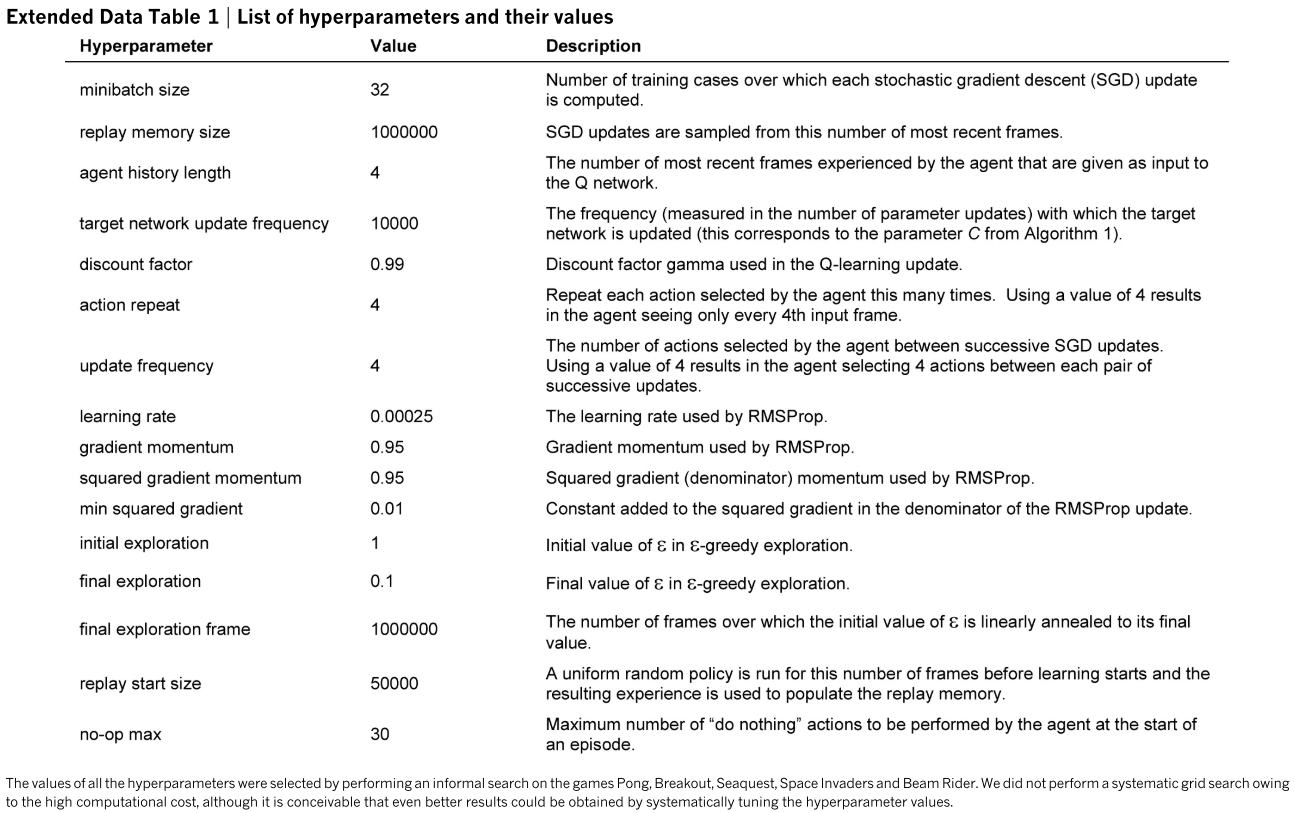 Extended Data Table 1 | List of hyperparameters and their values
Hyperparameter Value Description
minibatch size 32 Number of training cases over which each stochastic gradient descent (SGD) update
is computed.
replay memory size 1000000 SGD updates are sampled from this number of most recent frames.
agent history length 4 The number of most recent frames experienced by the agent that are given as input to
the Q network.
target network update frequency 10000 The frequency (measured in the number of parameter updates) with which the target
network is updated (this corresponds to the parameter C from Algorithm 1).
discount factor 0.99 Discount factor gamma used in the Q-learning update.
action repeat 4 Repeat each action selected by the agent this many times. Using a value of 4 results
in the agent seeing only every 4th input frame.
update frequency 4 The number of actions selected by the agent between successive SGD updates.
Using a value of 4 results in the agent selecting 4 actions between each pair of
successive updates.
learning rate 0.00025 The learning rate used by RMSProp.
gradient momentum 0.95 Gradient momentum used by RMSProp.
squared gradient momentum 0.95 Squared gradient (denominator) momentum used by RMSProp.
min squared gradient 0.01 Constant added to the squared gradient in the denominator of the RMSProp update.
initial exploration 1 Initial value of ε in ε-greedy exploration.
final exploration 0.1 Final value of ε in ε-greedy exploration.
final exploration frame 1000000 The number of frames over which the initial value of ε is linearly annealed to its final
value.
replay start size 50000 A uniform random policy is run for this number of frames before learning starts and the
resulting experience is used to populate the replay memory.
no-op max 30 Maximum number of “do nothing” actions to be performed by the agent at the start of
an episode.
The values of all the hyperparameters were selected by performing an informal search on the games Pong, Breakout, Seaquest, Space Invaders and Beam Rider. We did not perform a systematic grid search owing
to the high computational cost, although it is conceivable that even better results could be obtained by systematically tuning the hyperparameter values.